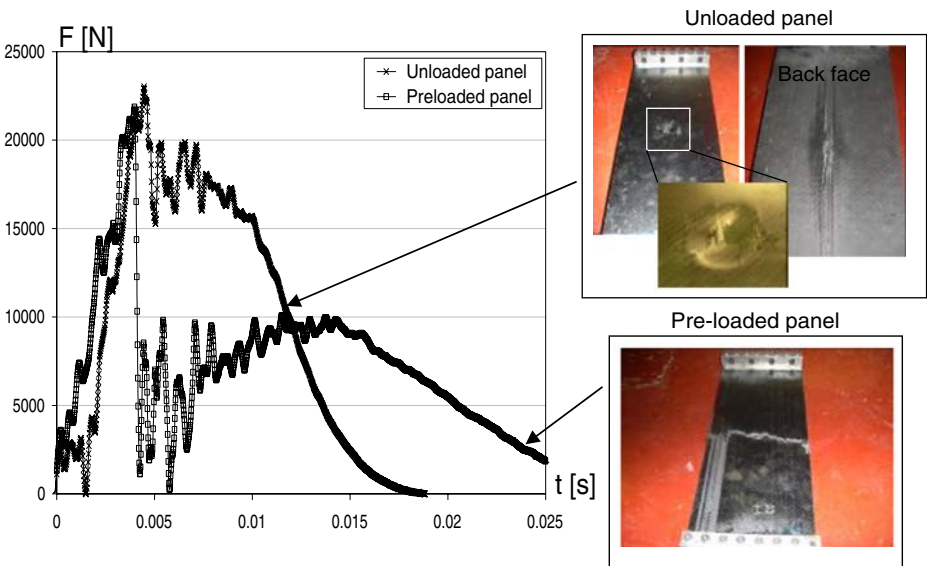 Unloaded panel
F [N]
25000
20000
15000
10000
5000
0
Unloaded panel
Preloaded panel
Back face
Pre-loaded panel
t [s]
0
0.005
0.01
0.015
0.02
0.025